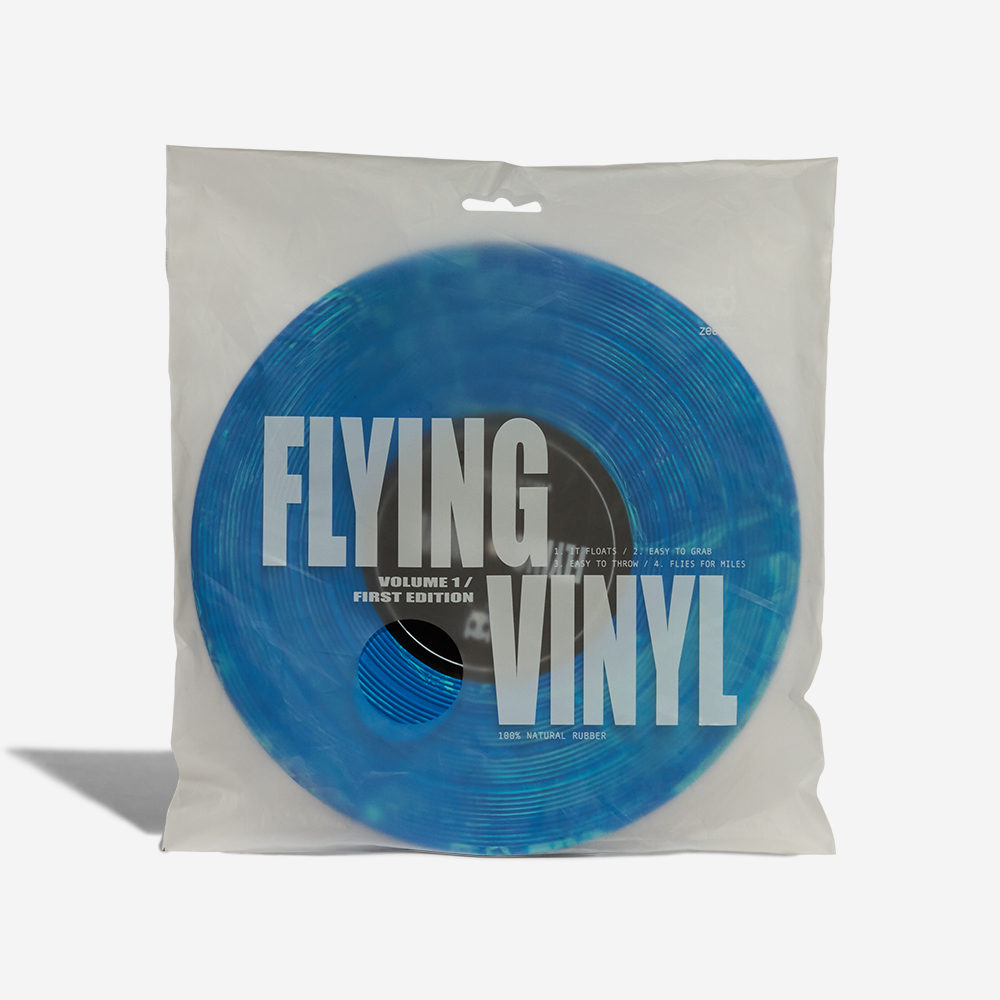 FLYING
1. IT FLOATS / 2. EASY TO GRAB
3. EASY TO THROW / 4. FLIES FOR MILES
VOLUME 1 /
FIRST EDITION
VINYL
100% NATURAL RUBBER